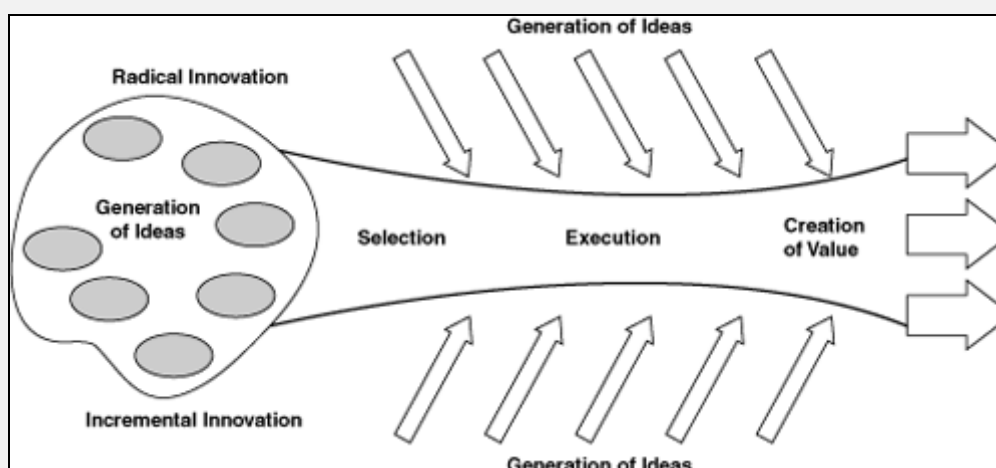 Generation of Ideas
Radical Innovation
Generation
of Ideas
Selection
Execution
Creation
of Value
Incremental Innovation
Generation of Ideas